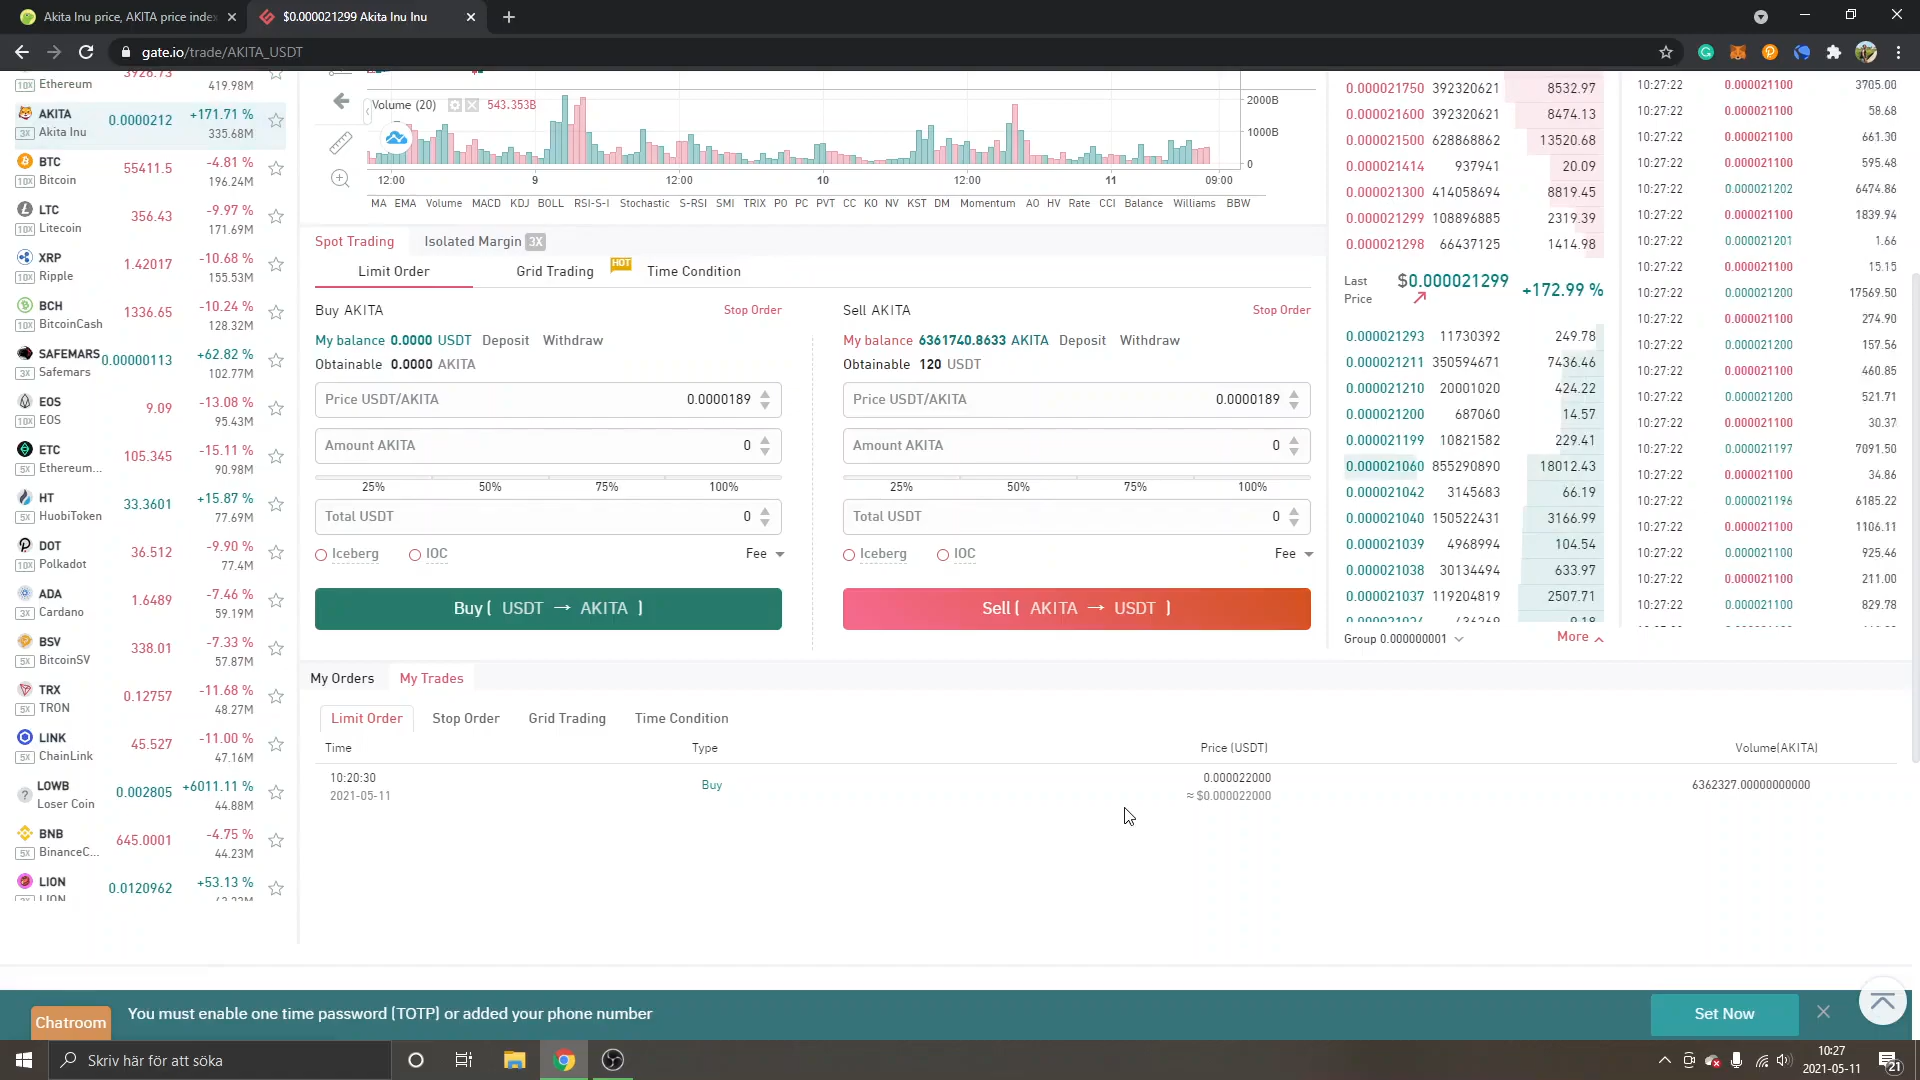 Akita Inu price, AKITA price index
$0.000021299 Akita Inu Inu
gate.io/trade/AKITA_USDT
3926.73
10X Ethereum 419.98M
AKITA 0.0000212 +171.71 %
3X Akita Inu 335.68M
BTC 55411.5 -4.81 %
10X Bitcoin 196.24M
LTC 356.43 -9.97 %
10X Litecoin 171.69M
XRP 1.42017 -10.68 %
10X Ripple 155.53M
BCH 1336.65 -10.24 %
10X BitcoinCash 128.32M
SAFEMARS 0.00000113 +62.82 %
3X Safemars 102.77M
EOS 9.09 -13.08 %
10X EOS 95.43M
ETC 105.345 -15.11 %
5X Ethereum... 90.98M
HT 33.3601 +15.87 %
5X HuobiToken 77.69M
DOT 36.512 -9.90 %
10X Polkadot 77.4M
ADA 1.6489 -7.46 %
3X Cardano 59.19M
BSV 338.01 -7.33 %
5X BitcoinSV 57.87M
TRX 0.12757 -11.68 %
5X TRON 48.27M
LINK 45.527 -11.00 %
5X ChainLink 47.16M
LOWB 0.002805 +6011.11 %
Loser Coin 44.88M
BNB 645.0001 -4.75 %
5X BinanceC... 44.23M
LION 0.0120962 +53.13 %
LION
Volume (20) 543.353B
2000B
1000B
0
12:00 9 12:00 10 12:00 11 09:00
MA EMA Volume MACD KDJ BOLL RSI-S-I Stochastic S-RSI SMI TRIX PO PC PVT CC KO NV KST DM Momentum AO HV Rate CCI Balance Williams BBW
Spot Trading Isolated Margin 3X
Limit Order Grid Trading HOT Time Condition
Buy AKITA Stop Order
My balance 0.0000 USDT Deposit Withdraw
Obtainable 0.0000 AKITA
Price USDT/AKITA 0.0000189
Amount AKITA 0
25% 50% 75% 100%
Total USDT 0
Iceberg IOC Fee
Buy ( USDT → AKITA )
Sell AKITA Stop Order
My balance 6361740.8633 AKITA Deposit Withdraw
Obtainable 120 USDT
Price USDT/AKITA 0.0000189
Amount AKITA 0
25% 50% 75% 100%
Total USDT 0
Iceberg IOC Fee
Sell ( AKITA → USDT )
0.000021750 392320621 8532.97
0.000021600 392320621 8474.13
0.000021500 628868862 13520.68
0.000021414 937941 20.09
0.000021300 414058694 8819.45
0.000021299 108896885 2319.39
0.000021298 66437125 1414.98
Last Price $0.000021299 +172.99 %
0.000021293 11730392 249.78
0.000021211 350594671 7436.46
0.000021210 20001020 424.22
0.000021200 687060 14.57
0.000021199 10821582 229.41
0.000021060 855290890 18012.43
0.000021042 3145683 66.19
0.000021040 150522431 3166.99
0.000021039 4968994 104.54
0.000021038 30134494 633.97
0.000021037 119204819 2507.71
Group 0.000000001 More
10:27:22 0.000021100 3705.00
10:27:22 0.000021100 58.68
10:27:22 0.000021100 661.30
10:27:22 0.000021100 595.48
10:27:22 0.000021202 6474.86
10:27:22 0.000021100 1839.94
10:27:22 0.000021201 1.66
10:27:22 0.000021100 15.15
10:27:22 0.000021200 17569.50
10:27:22 0.000021100 274.90
10:27:22 0.000021200 157.56
10:27:22 0.000021100 460.85
10:27:22 0.000021200 521.71
10:27:22 0.000021100 30.37
10:27:22 0.000021197 7091.50
10:27:22 0.000021100 34.86
10:27:22 0.000021196 6185.22
10:27:22 0.000021100 1106.11
10:27:22 0.000021100 925.46
10:27:22 0.000021100 211.00
10:27:22 0.000021100 829.78
My Orders My Trades
Limit Order Stop Order Grid Trading Time Condition
Time Type Price (USDT) Volume(AKITA)
10:20:30 Buy 0.000022000 6362327.00000000000
2021-05-11 ≈ $0.000022000
Chatroom
You must enable one time password (TOTP) or added your phone number
Set Now
Skriv här för att söka
10:27
2021-05-11
21